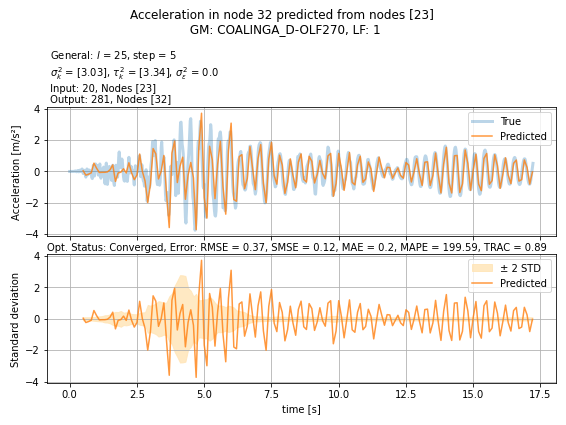 Acceleration in node 32 predicted from nodes [23]
GM: COALINGA_D-OLF270, LF: 1
General: l = 25, step = 5
σ²ₖ = [3.03], τ²ₖ = [3.34], σ²ε = 0.0
Input: 20, Nodes [23]
Output: 281, Nodes [32]
4
2
0
−2
−4
Acceleration [m/s²]
True
Predicted
Opt. Status: Converged, Error: RMSE = 0.37, SMSE = 0.12, MAE = 0.2, MAPE = 199.59, TRAC = 0.89
4
2
0
−2
−4
Standard deviation
± 2 STD
Predicted
0.0 2.5 5.0 7.5 10.0 12.5 15.0 17.5
time [s]